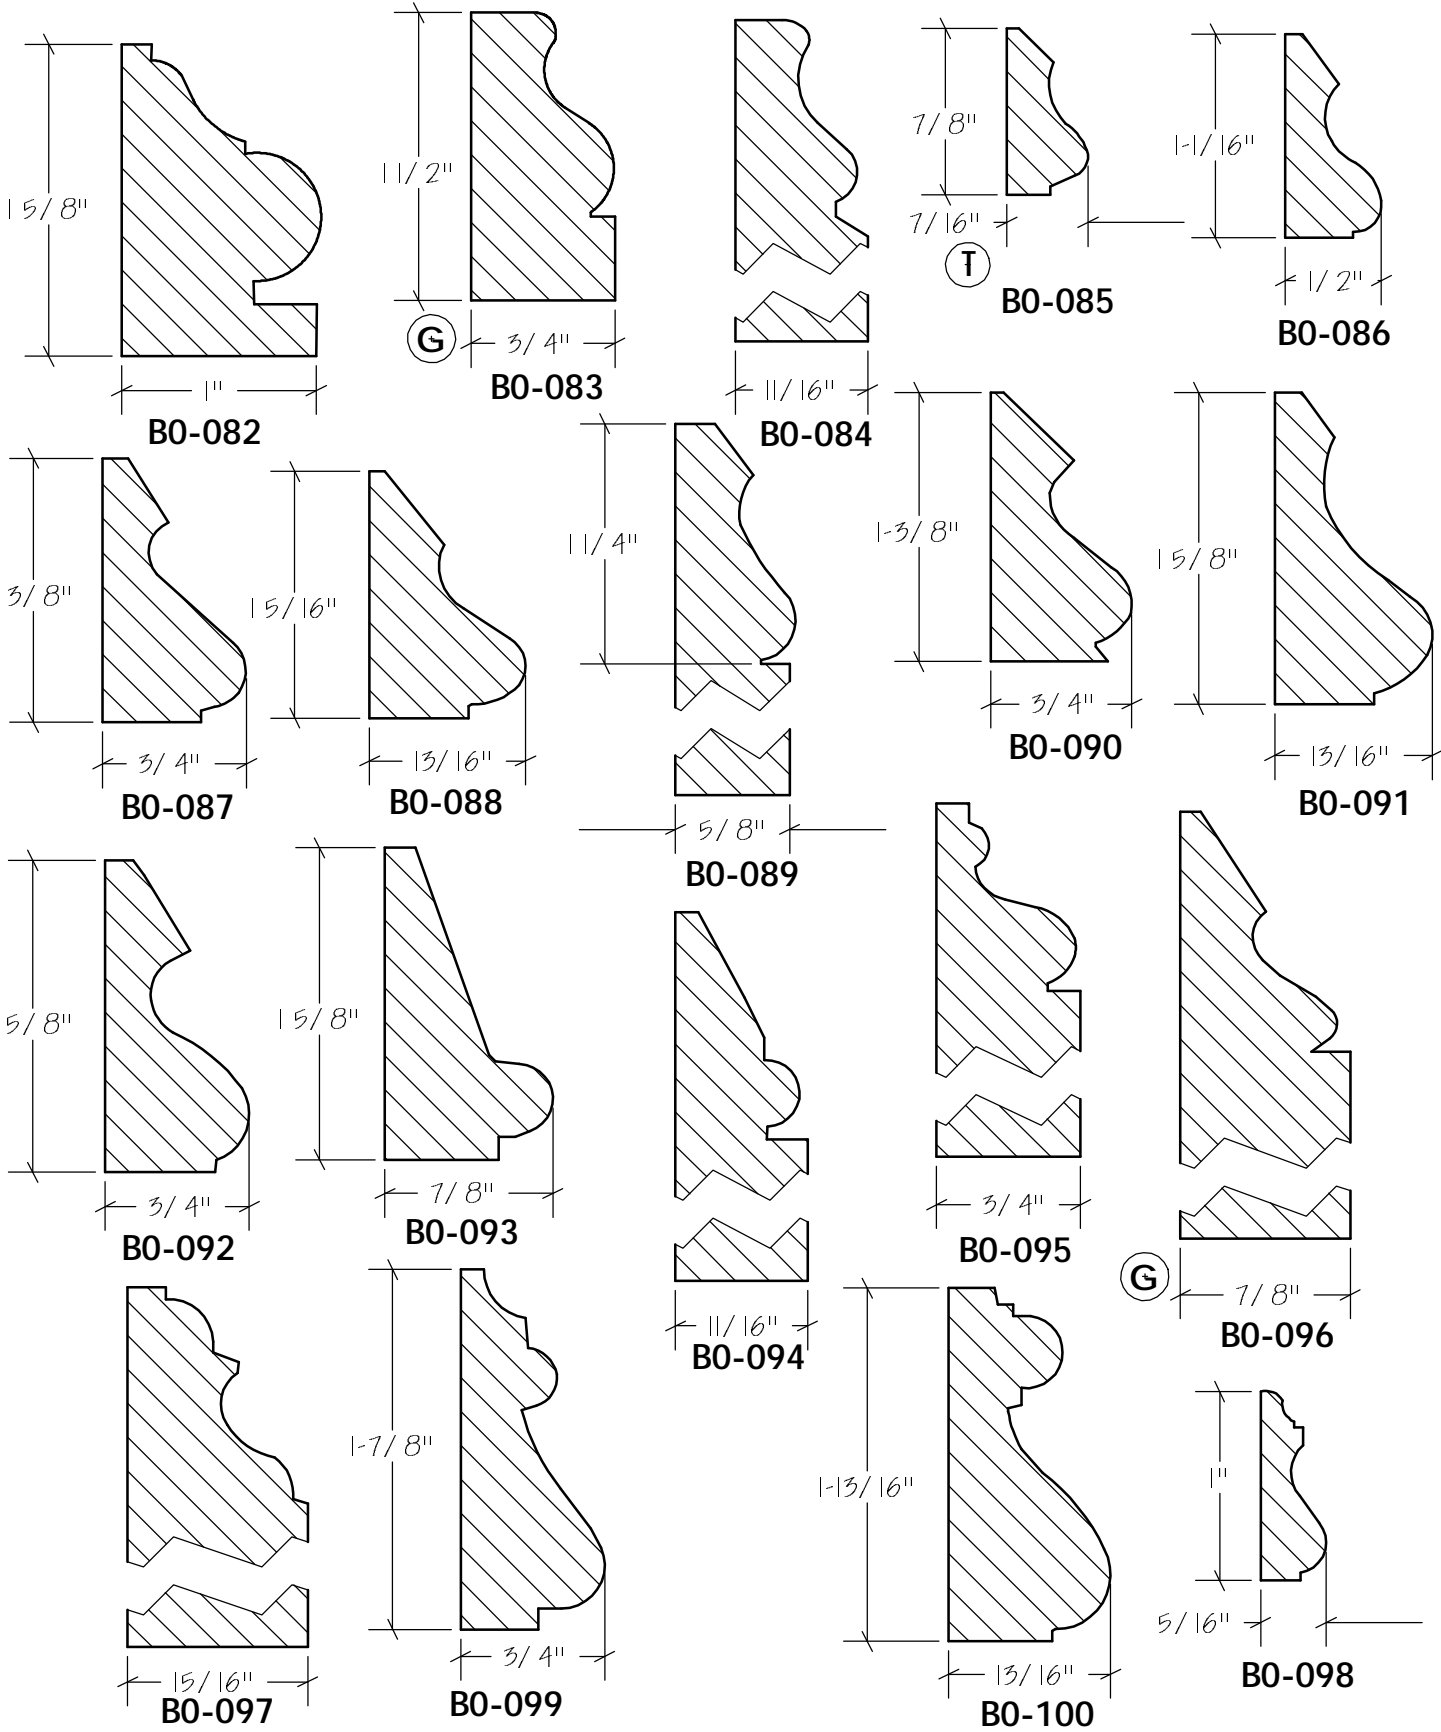 1 5/8"
1"
B0-082
1 1/2"
G
3/4"
B0-083
11/16"
B0-084
7/8"
7/16"
T
B0-085
1-1/16"
1/2"
B0-086
3/8"
3/4"
B0-087
1 5/16"
13/16"
B0-088
1 1/4"
5/8"
B0-089
1-3/8"
3/4"
B0-090
1 5/8"
13/16"
B0-091
5/8"
3/4"
B0-092
1 5/8"
7/8"
B0-093
11/16"
B0-094
3/4"
B0-095
G
7/8"
B0-096
15/16"
B0-097
1-7/8"
3/4"
B0-099
1-13/16"
13/16"
B0-100
1"
5/16"
B0-098